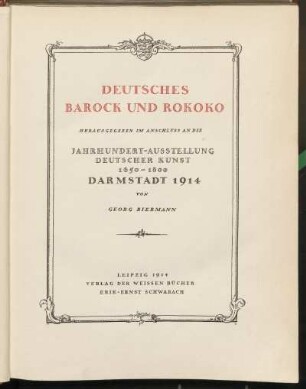 DEUTSCHES
BAROCK UND ROKOKO
HERAUSGEGEBEN IM ANSCHLUSS AN DIE
JAHRHUNDERT-AUSSTELLUNG
DEUTSCHER KUNST
1650-1800
DARMSTADT 1914
VON
GEORG BIERMANN
LEIPZIG 1914
VERLAG DER WEISSEN BÜCHER
ERIK-ERNST SCHWABACH